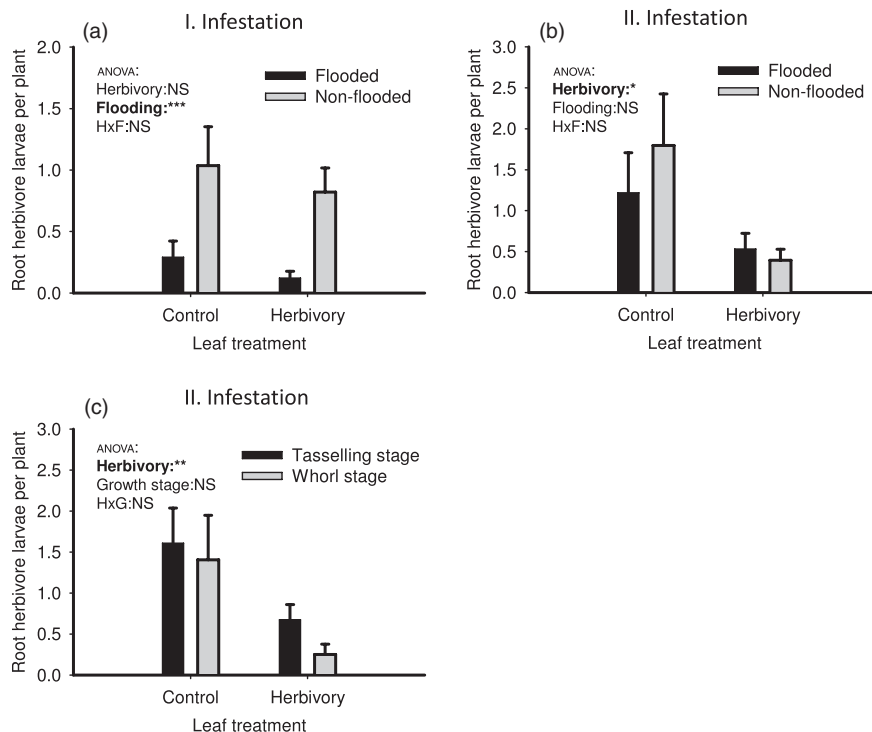 (a)
I. Infestation
ANOVA:
Herbivory:NS
Flooding:***
HxF:NS
Flooded
Non-flooded
Root herbivore larvae per plant
2.0
1.5
1.0
0.5
0.0
Control
Herbivory
Leaf treatment
(b)
II. Infestation
ANOVA:
Herbivory:*
Flooding:NS
HxF:NS
Flooded
Non-flooded
Root herbivore larvae per plant
3.0
2.5
2.0
1.5
1.0
0.5
0.0
Control
Herbivory
Leaf treatment
(c)
II. Infestation
ANOVA:
Herbivory:**
Growth stage:NS
HxG:NS
Tasselling stage
Whorl stage
Root herbivore larvae per plant
3.0
2.5
2.0
1.5
1.0
0.5
0.0
Control
Herbivory
Leaf treatment